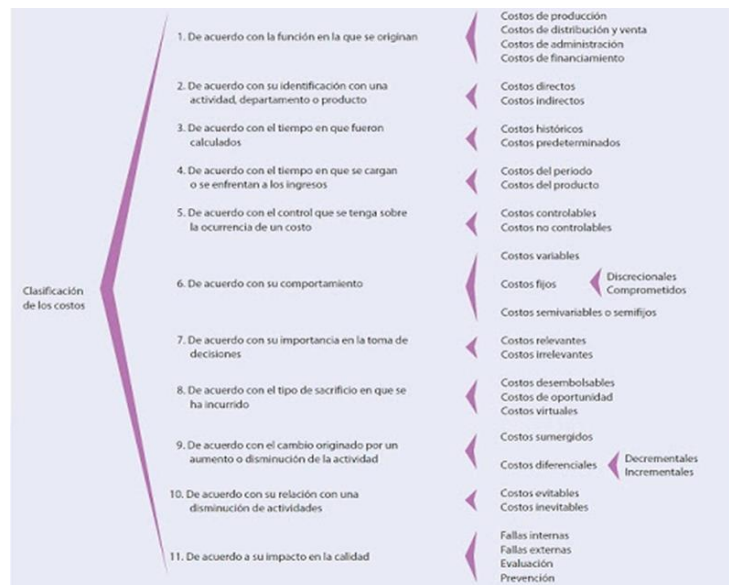 Clasificación
de los costos
1. De acuerdo con la función en la que se originan
Costos de producción
Costos de distribución y venta
Costos de administración
Costos de financiamiento
2. De acuerdo con su identificación con una
actividad, departamento o producto
Costos directos
Costos indirectos
3. De acuerdo con el tiempo en que fueron
calculados
Costos históricos
Costos predeterminados
4. De acuerdo con el tiempo en que se cargan
o se enfrentan a los ingresos
Costos del periodo
Costos del producto
5. De acuerdo con el control que se tenga sobre
la ocurrencia de un costo
Costos controlables
Costos no controlables
6. De acuerdo con su comportamiento
Costos variables
Costos fijos
Discrecionales
Comprometidos
Costos semivariables o semifijos
7. De acuerdo con su importancia en la toma de
decisiones
Costos relevantes
Costos irrelevantes
8. De acuerdo con el tipo de sacrificio en que se
ha incurrido
Costos desembolsables
Costos de oportunidad
Costos virtuales
9. De acuerdo con el cambio originado por un
aumento o disminución de la actividad
Costos sumergidos
Costos diferenciales
Decrementales
Incrementales
10. De acuerdo con su relación con una
disminución de actividades
Costos evitables
Costos inevitables
11. De acuerdo a su impacto en la calidad
Fallas internas
Fallas externas
Evaluación
Prevención